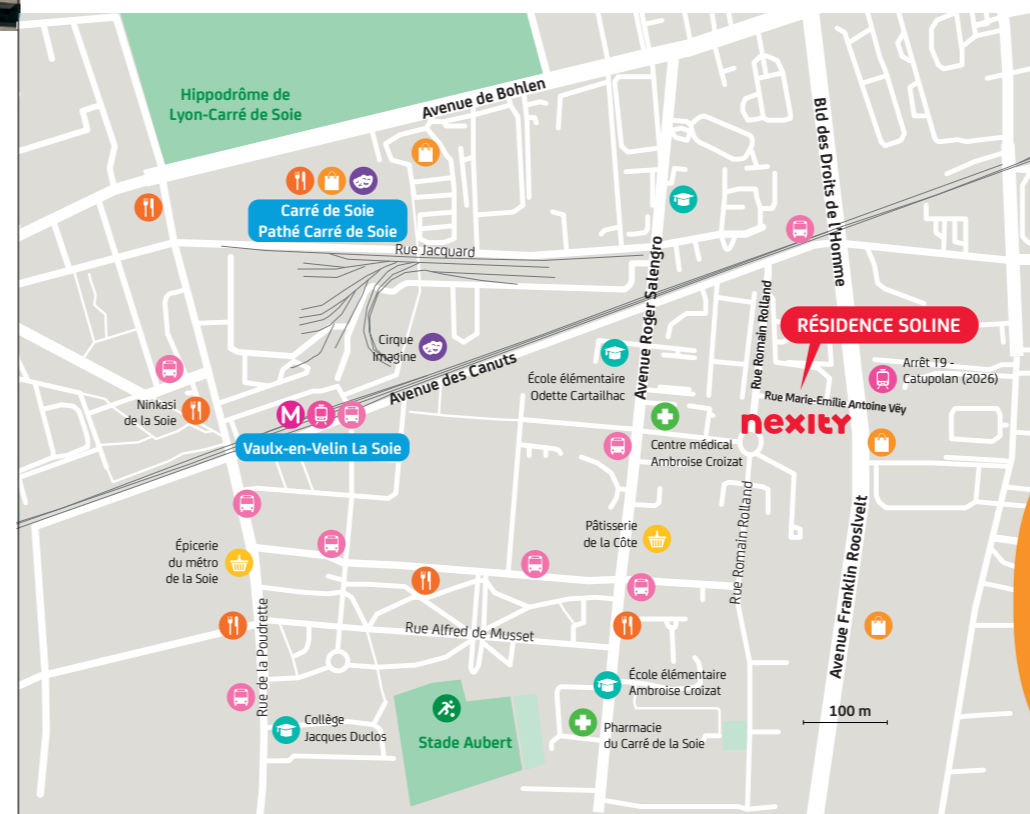 Hippodrôme de
Lyon-Carré de Soie
Avenue de Bohlen
Bld des Droits de l'Homme
Carré de Soie
Pathé Carré de Soie
Rue Jacquard
Avenue Roger Salengro
Rue Romain Rolland
RÉSIDENCE SOLINE
Cirque
Imagine
Avenue des Canuts
École élémentaire
Odette Cartailhac
Arrêt T9 -
Catupolan (2026)
Rue Marie-Emilie Antoine Vëy
nexity
Ninkasi
de la Soie
M
Vaulx-en-Velin La Soie
Centre médical
Ambroise Croizat
Pâtisserie
de la Côte
Rue Romain Rolland
Avenue Franklin Rooslvelt
Épicerie
du métro
de la Soie
Rue de la Poudrette
Rue Alfred de Musset
École élémentaire
Ambroise Croizat
Collège
Jacques Duclos
Stade Aubert
Pharmacie
du Carré de la Soie
100 m